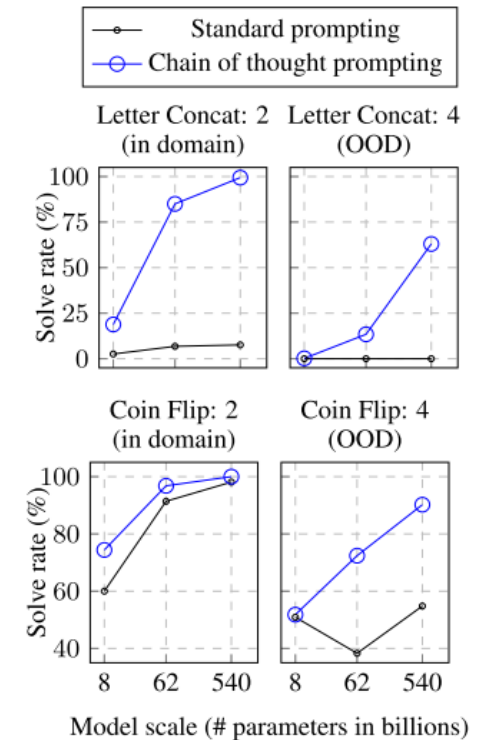 Standard prompting
Chain of thought prompting
Letter Concat: 2
(in domain)
Letter Concat: 4
(OOD)
Solve rate (%)
100
75
50
25
0
Coin Flip: 2
(in domain)
Coin Flip: 4
(OOD)
Solve rate (%)
100
80
60
40
8 62 540
8 62 540
Model scale (# parameters in billions)